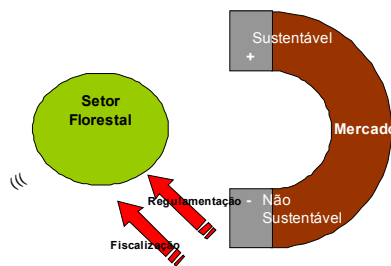 Sustentável
+
Setor
Florestal
Mercado
Regulamentação
- Não
Sustentável
Fiscalização